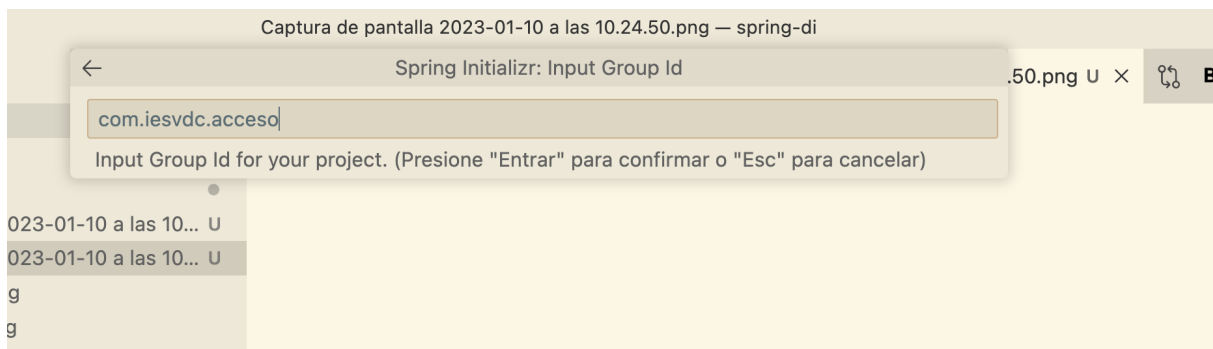 Captura de pantalla 2023-01-10 a las 10.24.50.png — spring-di
Spring Initializr: Input Group Id
.50.png U
B
com.iesvdc.acceso
Input Group Id for your project. (Presione "Entrar" para confirmar o "Esc" para cancelar)
023-01-10 a las 10... U
023-01-10 a las 10... U
g
g